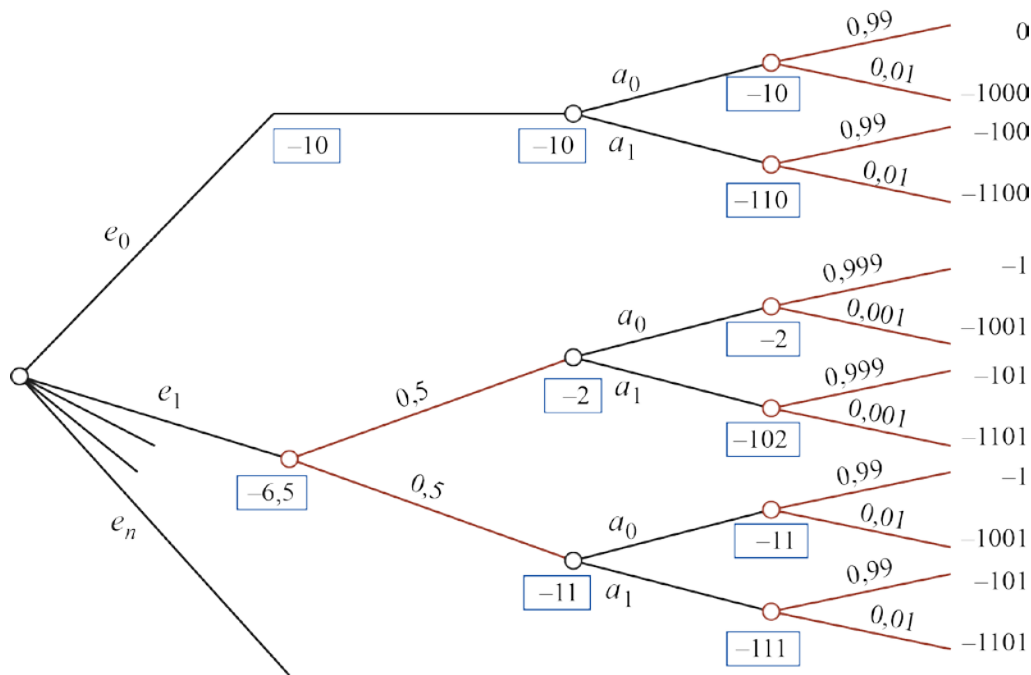 0,99 0
a0 0,01
–10 –1000
0,99 –100
–10 –10 a1 0,01
–110 –1100
e0
0,999 –1
a0 0,001 –1001
–2
0,999 –101
e1 0,5 –2 a1 0,001
–102 –1101
0,99 –1
–6,5 0,5 a0 0,01
–11 –1001
en
0,99 –101
–11 a1 0,01
–111 –1101